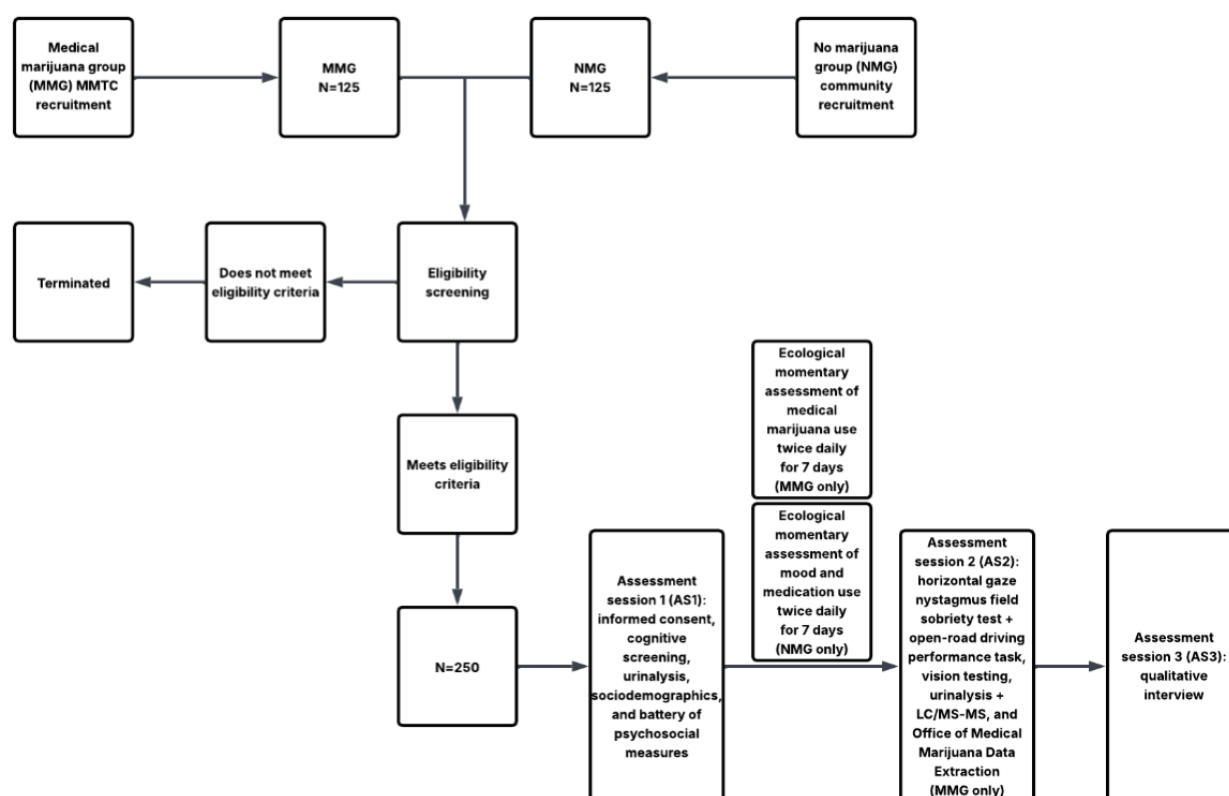 Medical
marijuana group
(MMG) MMTC
recruitment
MMG
N=125
NMG
N=125
No marijuana
group (NMG)
community
recruitment
Terminated
Does not meet
eligibility criteria
Eligibility
screening
Meets eligibility
criteria
N=250
Assessment
session 1 (AS1):
informed consent,
cognitive
screening,
urinalysis,
sociodemographics,
and battery of
psychosocial
measures
Ecological
momentary
assessment of
medical
marijuana use
twice daily
for 7 days
(MMG only)
Ecological
momentary
assessment of
mood and
medication use
twice daily
for 7 days
(NMG only)
Assessment
session 2 (AS2):
horizontal gaze
nystagmus field
sobriety test +
open-road driving
performance task,
vision testing,
urinalysis +
LC/MS-MS, and
Office of Medical
Marijuana Data
Extraction
(MMG only)
Assessment
session 3 (AS3):
qualitative
interview